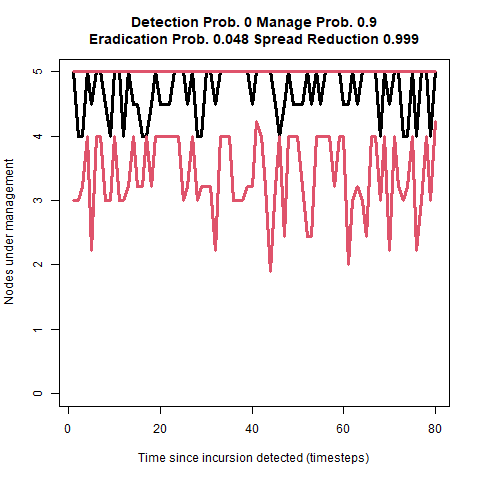 Detection Prob. 0 Manage Prob. 0.9
Eradication Prob. 0.048 Spread Reduction 0.999
Nodes under management
5
4
3
2
1
0
0 20 40 60 80
Time since incursion detected (timesteps)